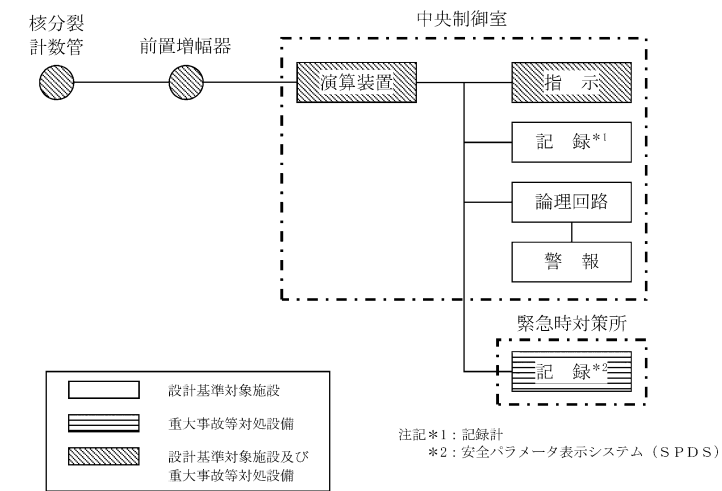 中央制御室
核分裂
計数管
前置増幅器
演算装置
指　示
記　録*1
論理回路
警　報
緊急時対策所
記　録*2
設計基準対象施設
重大事故等対処設備
設計基準対象施設及び
重大事故等対処設備
注記*1：記録計
*2：安全パラメータ表示システム（ＳＰＤＳ）